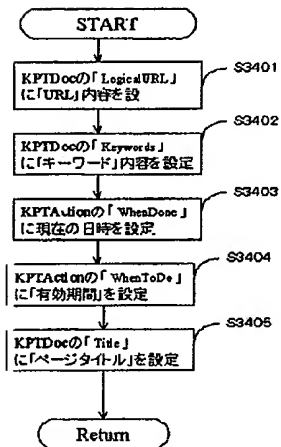 START
KPTDocの「LogicalURL」
に「URL」内容を設
S3401
KPTDocの「Keywords」
に「キーワード」内容を設定
S3402
KPTActionの「WhenDone」
に現在の日時を設定
S3403
KPTActionの「WhenToDo」
に「有効期間」を設定
S3404
KPTDocの「Title」
に「ページタイトル」を設定
S3405
Return